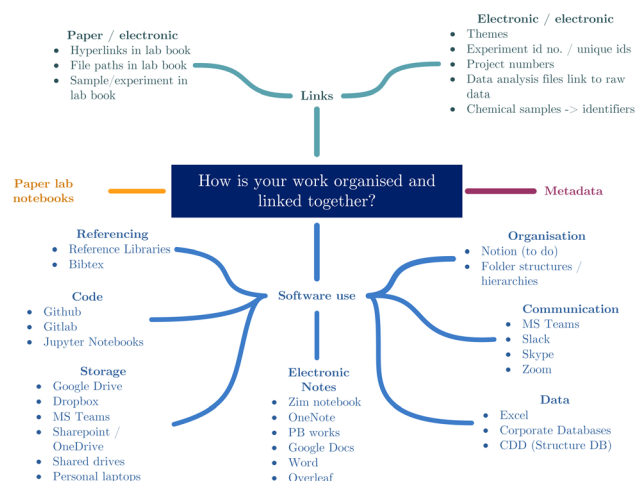 Paper / electronic
• Hyperlinks in lab book
• File paths in lab book
• Sample/experiment in
lab book
Electronic / electronic
• Themes
• Experiment id no. / unique ids
• Project numbers
• Data analysis files link to raw
data
• Chemical samples -> identifiers
Links
How is your work organised and
linked together?
Paper lab
notebooks
Metadata
Referencing
• Reference Libraries
• Bibtex
Organisation
• Notion (to do)
• Folder structures /
hierarchies
Software use
Code
• Github
• Gitlab
• Jupyter Notebooks
Communication
• MS Teams
• Slack
• Skype
• Zoom
Storage
• Google Drive
• Dropbox
• MS Teams
• Sharepoint /
OneDrive
• Shared drives
• Personal laptops
Electronic
Notes
• Zim notebook
• OneNote
• PB works
• Google Docs
• Word
• Overleaf
Data
• Excel
• Corporate Databases
• CDD (Structure DB)